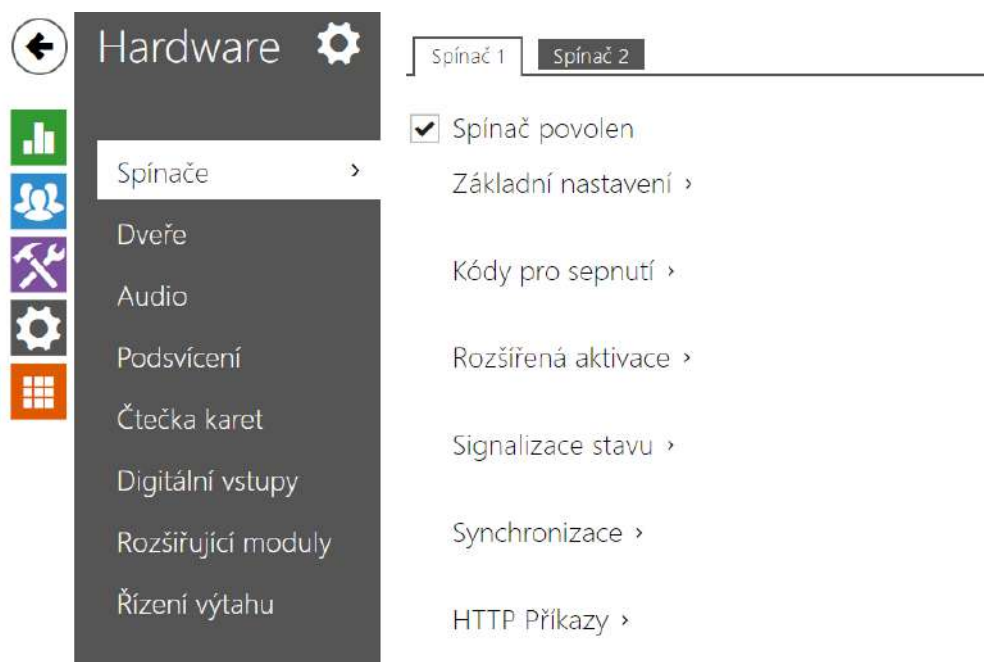 Hardware
Spínače
Dveře
Audio
Podsvícení
Čtečka karet
Digitální vstupy
Rozšiřující moduly
Řízení výtahu
Spínač 1
Spínač 2
Spínač povolen
Základní nastavení
Kódy pro sepnutí
Rozšířená aktivace
Signalizace stavu
Synchronizace
HTTP Příkazy